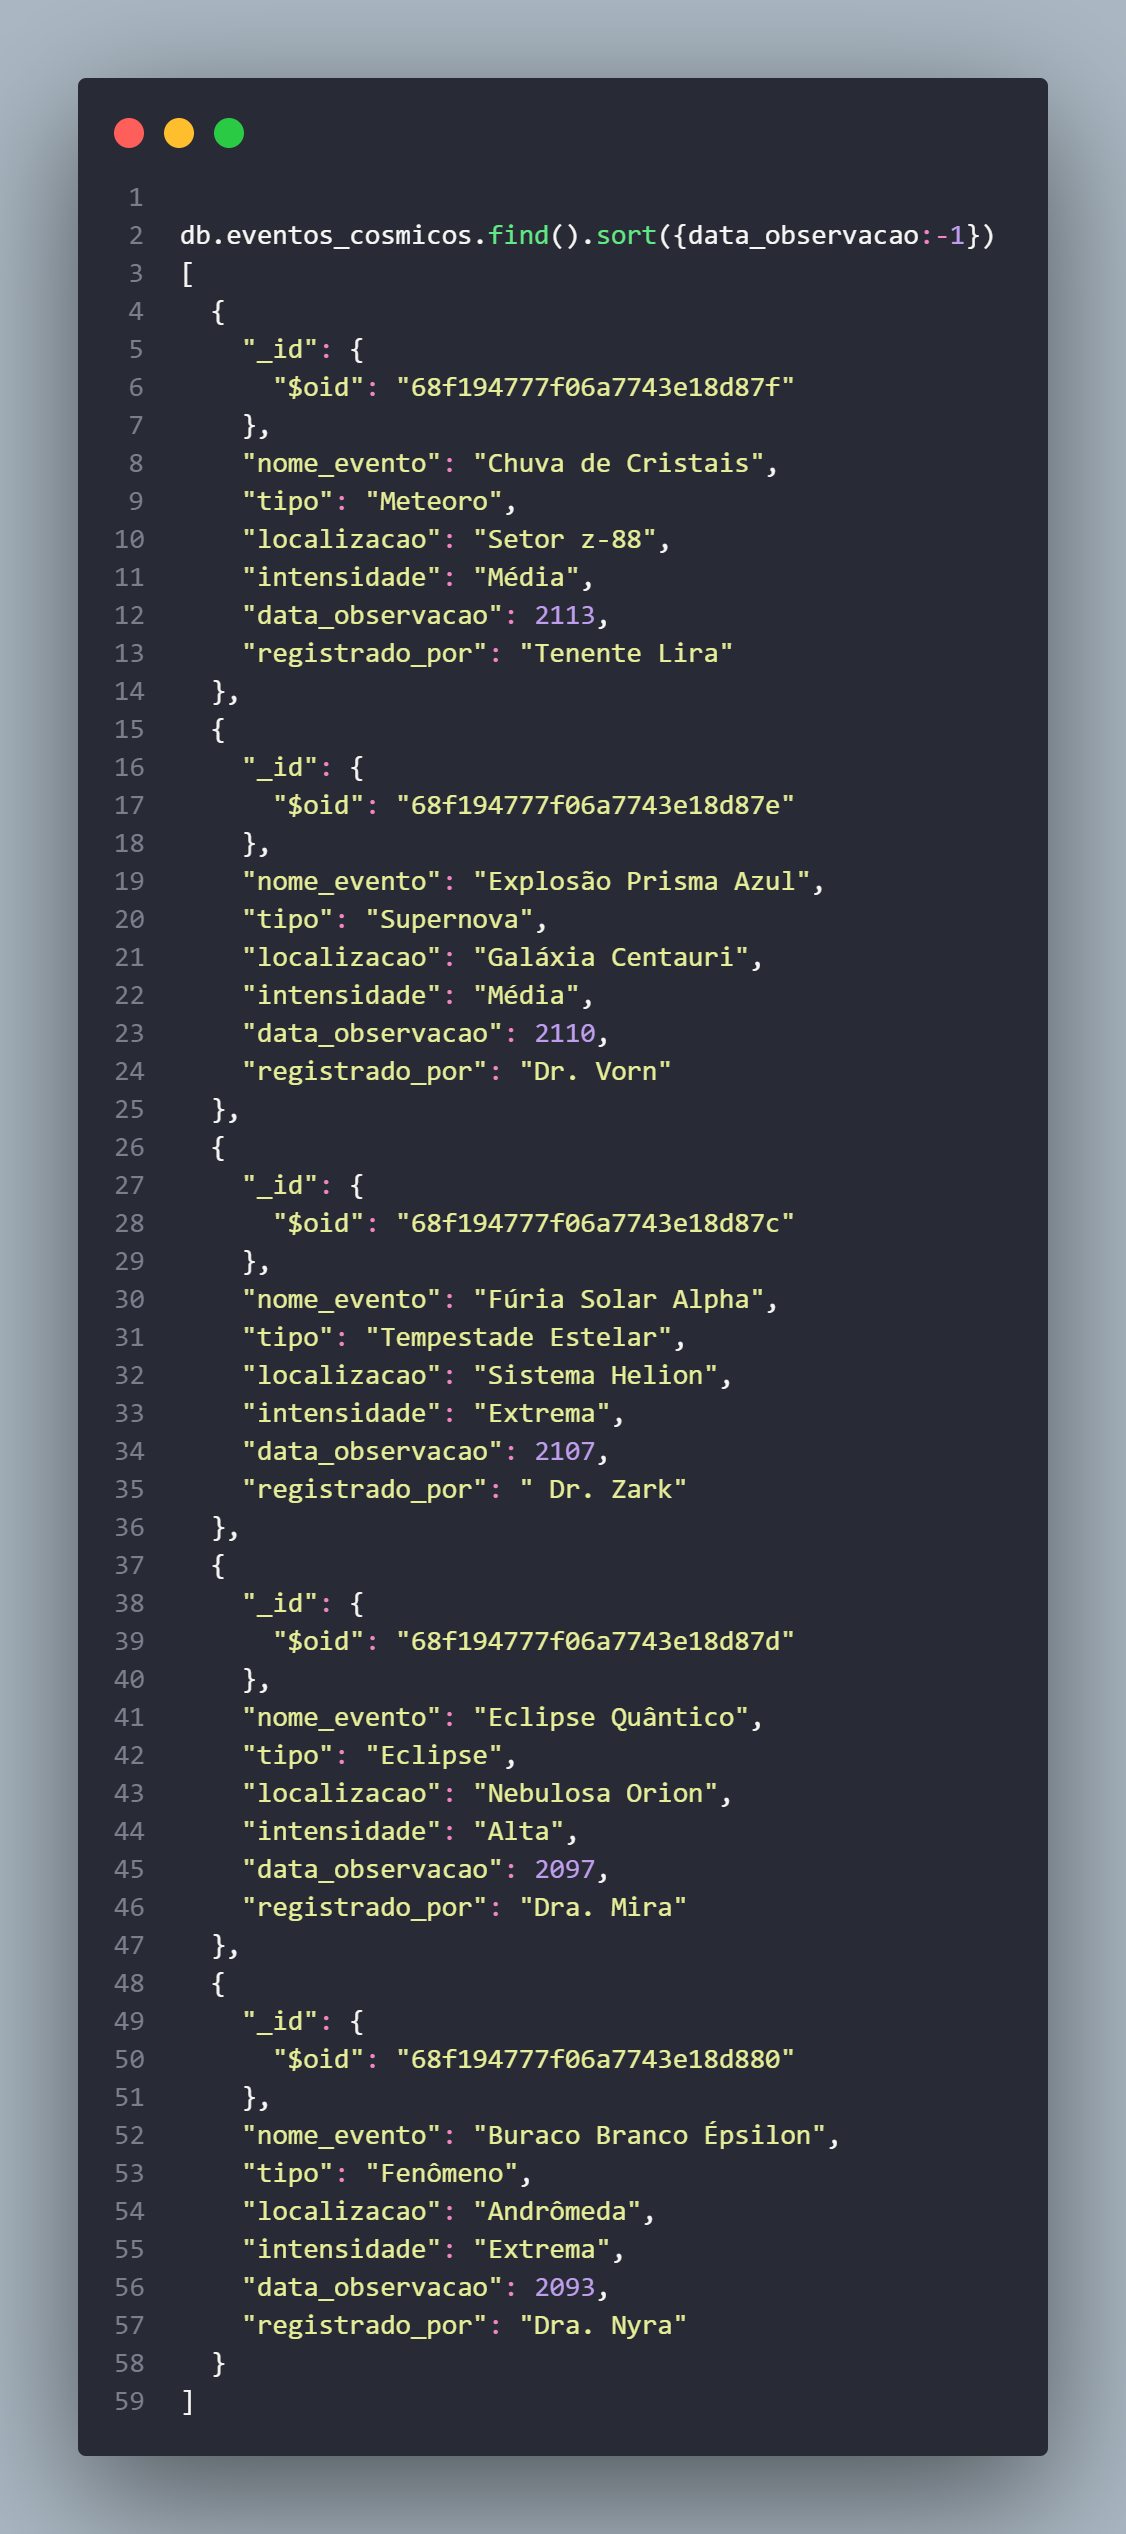 1
2 db.eventos_cosmicos.find().sort({data_observacao:-1})
3 [
4   {
5     "_id": {
6       "$oid": "68f194777f06a7743e18d87f"
7     },
8     "nome_evento": "Chuva de Cristais",
9     "tipo": "Meteoro",
10     "localizacao": "Setor z-88",
11     "intensidade": "Média",
12     "data_observacao": 2113,
13     "registrado_por": "Tenente Lira"
14   },
15   {
16     "_id": {
17       "$oid": "68f194777f06a7743e18d87e"
18     },
19     "nome_evento": "Explosão Prisma Azul",
20     "tipo": "Supernova",
21     "localizacao": "Galáxia Centauri",
22     "intensidade": "Média",
23     "data_observacao": 2110,
24     "registrado_por": "Dr. Vorn"
25   },
26   {
27     "_id": {
28       "$oid": "68f194777f06a7743e18d87c"
29     },
30     "nome_evento": "Fúria Solar Alpha",
31     "tipo": "Tempestade Estelar",
32     "localizacao": "Sistema Helion",
33     "intensidade": "Extrema",
34     "data_observacao": 2107,
35     "registrado_por": " Dr. Zark"
36   },
37   {
38     "_id": {
39       "$oid": "68f194777f06a7743e18d87d"
40     },
41     "nome_evento": "Eclipse Quântico",
42     "tipo": "Eclipse",
43     "localizacao": "Nebulosa Orion",
44     "intensidade": "Alta",
45     "data_observacao": 2097,
46     "registrado_por": "Dra. Mira"
47   },
48   {
49     "_id": {
50       "$oid": "68f194777f06a7743e18d880"
51     },
52     "nome_evento": "Buraco Branco Épsilon",
53     "tipo": "Fenômeno",
54     "localizacao": "Andrômeda",
55     "intensidade": "Extrema",
56     "data_observacao": 2093,
57     "registrado_por": "Dra. Nyra"
58   }
59 ]